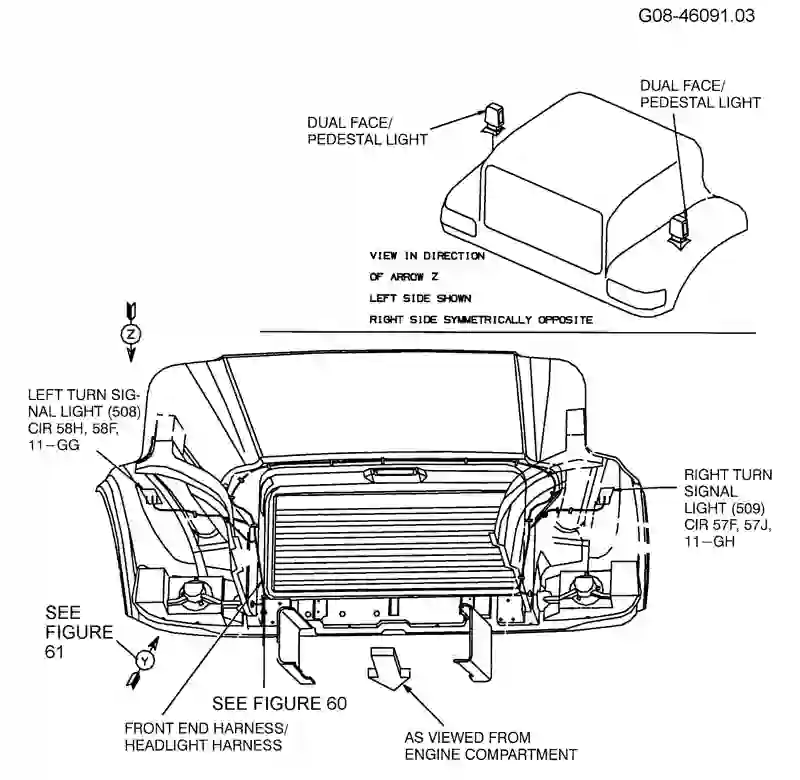 G08-46091.03
DUAL FACE/
PEDESTAL LIGHT
DUAL FACE/
PEDESTAL LIGHT
VIEW IN DIRECTION
OF ARROW Z
LEFT SIDE SHOWN
RIGHT SIDE SYMMETRICALLY OPPOSITE
Z
LEFT TURN SIG-
NAL LIGHT (508)
CIR 58H, 58F,
11-GG
RIGHT TURN
SIGNAL
LIGHT (509)
CIR 57F, 57J,
11-GH
SEE
FIGURE
61
Y
SEE FIGURE 60
FRONT END HARNESS/
HEADLIGHT HARNESS
AS VIEWED FROM
ENGINE COMPARTMENT